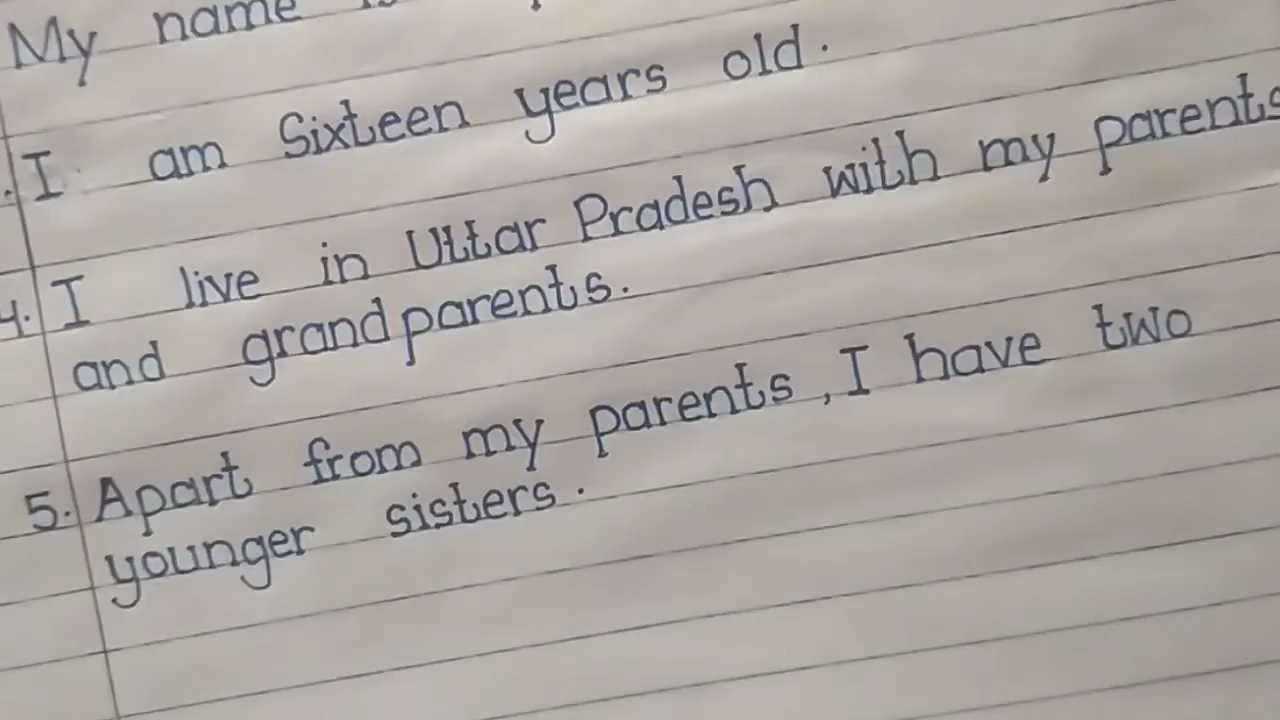 My name
. I am Sixteen years old.
4. I live in Uttar Pradesh with my parents
and grandparents.
5. Apart from my parents, I have two
younger sisters.